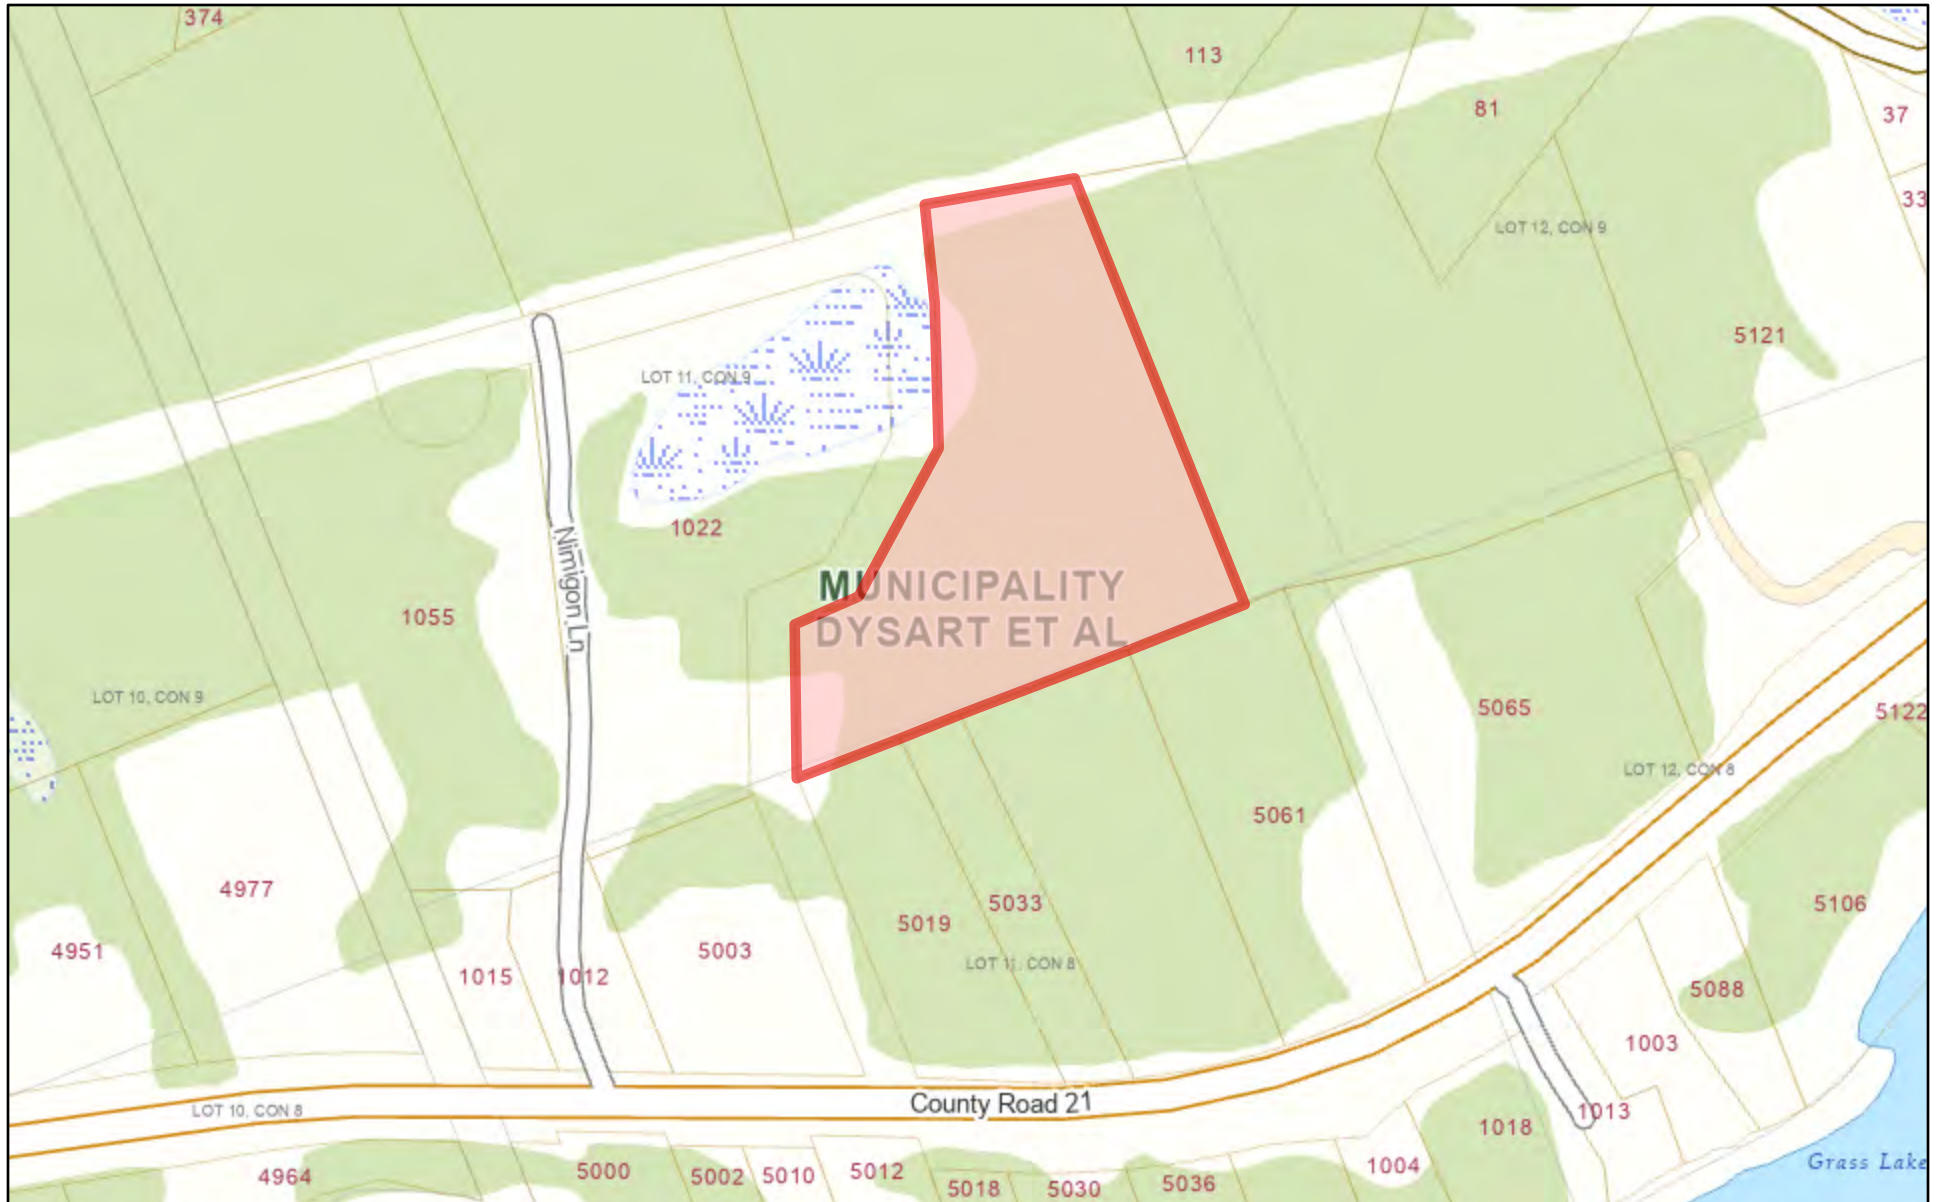 374
113
81
37
33
LOT 12, CON 9
5121
LOT 11, CON 9
1022
Nimigon Ln
MUNICIPALITY
DYSART ET AL
1055
LOT 10, CON 9
5065
5122
LOT 12, CON 8
5061
4977
5033
5019
5106
4951
5003
LOT 11, CON 8
1015
1012
5088
1003
County Road 21
LOT 10, CON 8
1013
1018
Grass Lake
1004
4964
5000
5002
5010
5012
5018
5030
5036